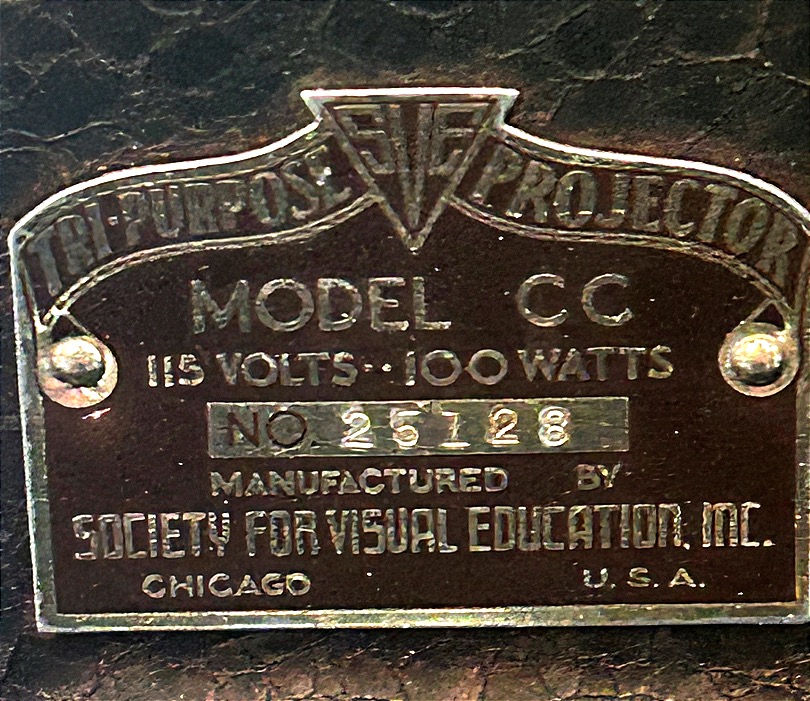 SVE
TRI-PURPOSE PROJECTOR
MODEL CC
115 VOLTS--100 WATTS
NO. 25128
MANUFACTURED BY
SOCIETY FOR VISUAL EDUCATION, INC.
CHICAGO U.S.A.